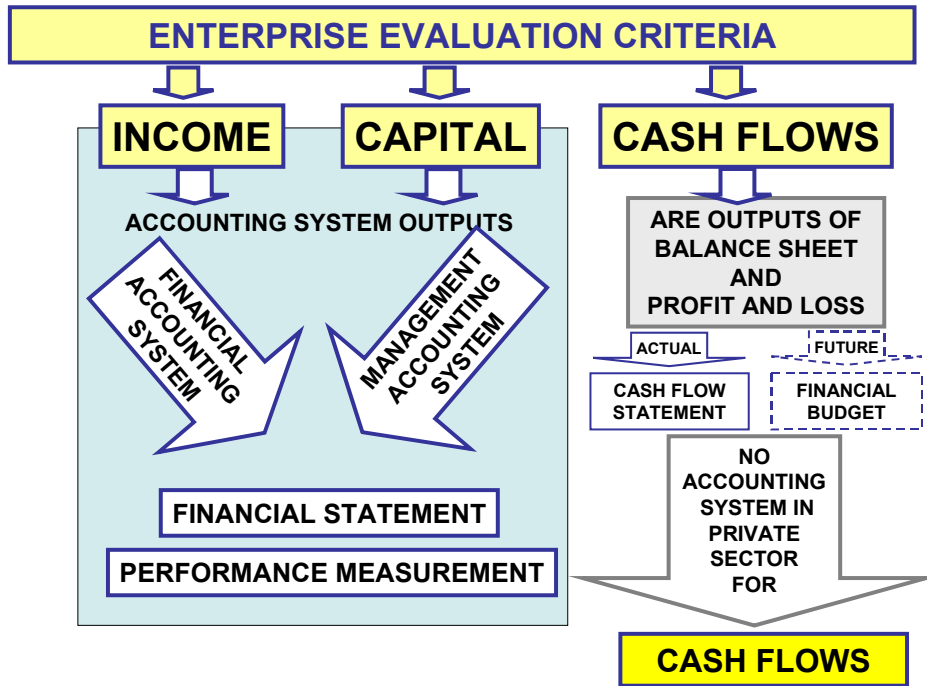 ENTERPRISE EVALUATION CRITERIA
INCOME
CAPITAL
CASH FLOWS
ACCOUNTING SYSTEM OUTPUTS
FINANCIAL
ACCOUNTING
SYSTEM
MANAGEMENT
ACCOUNTING
SYSTEM
FINANCIAL STATEMENT
PERFORMANCE MEASUREMENT
ARE OUTPUTS OF
BALANCE SHEET
AND
PROFIT AND LOSS
ACTUAL
FUTURE
CASH FLOW
STATEMENT
FINANCIAL
BUDGET
NO
ACCOUNTING
SYSTEM IN
PRIVATE
SECTOR
FOR
CASH FLOWS